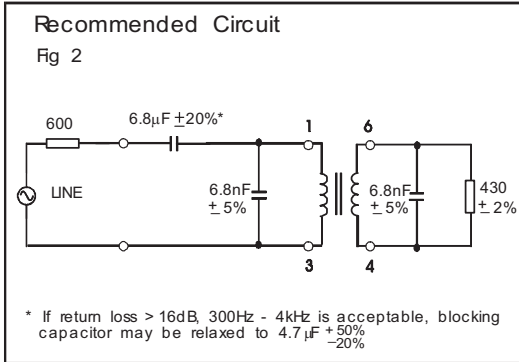 Recommended Circuit
Fig 2
600
6.8µF ±20%*
1
6
LINE
6.8nF
± 5%
6.8nF
± 5%
430
± 2%
3
4
* If return loss > 16dB, 300Hz - 4kHz is acceptable, blocking
capacitor may be relaxed to 4.7µF +50%
-20%